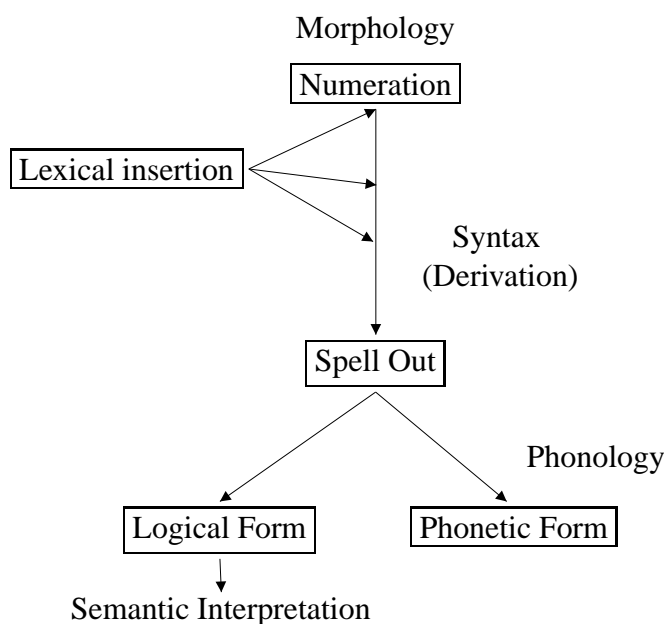 Morphology
Numeration
Lexical insertion
Syntax
(Derivation)
Spell Out
Phonology
Logical Form
Phonetic Form
Semantic Interpretation